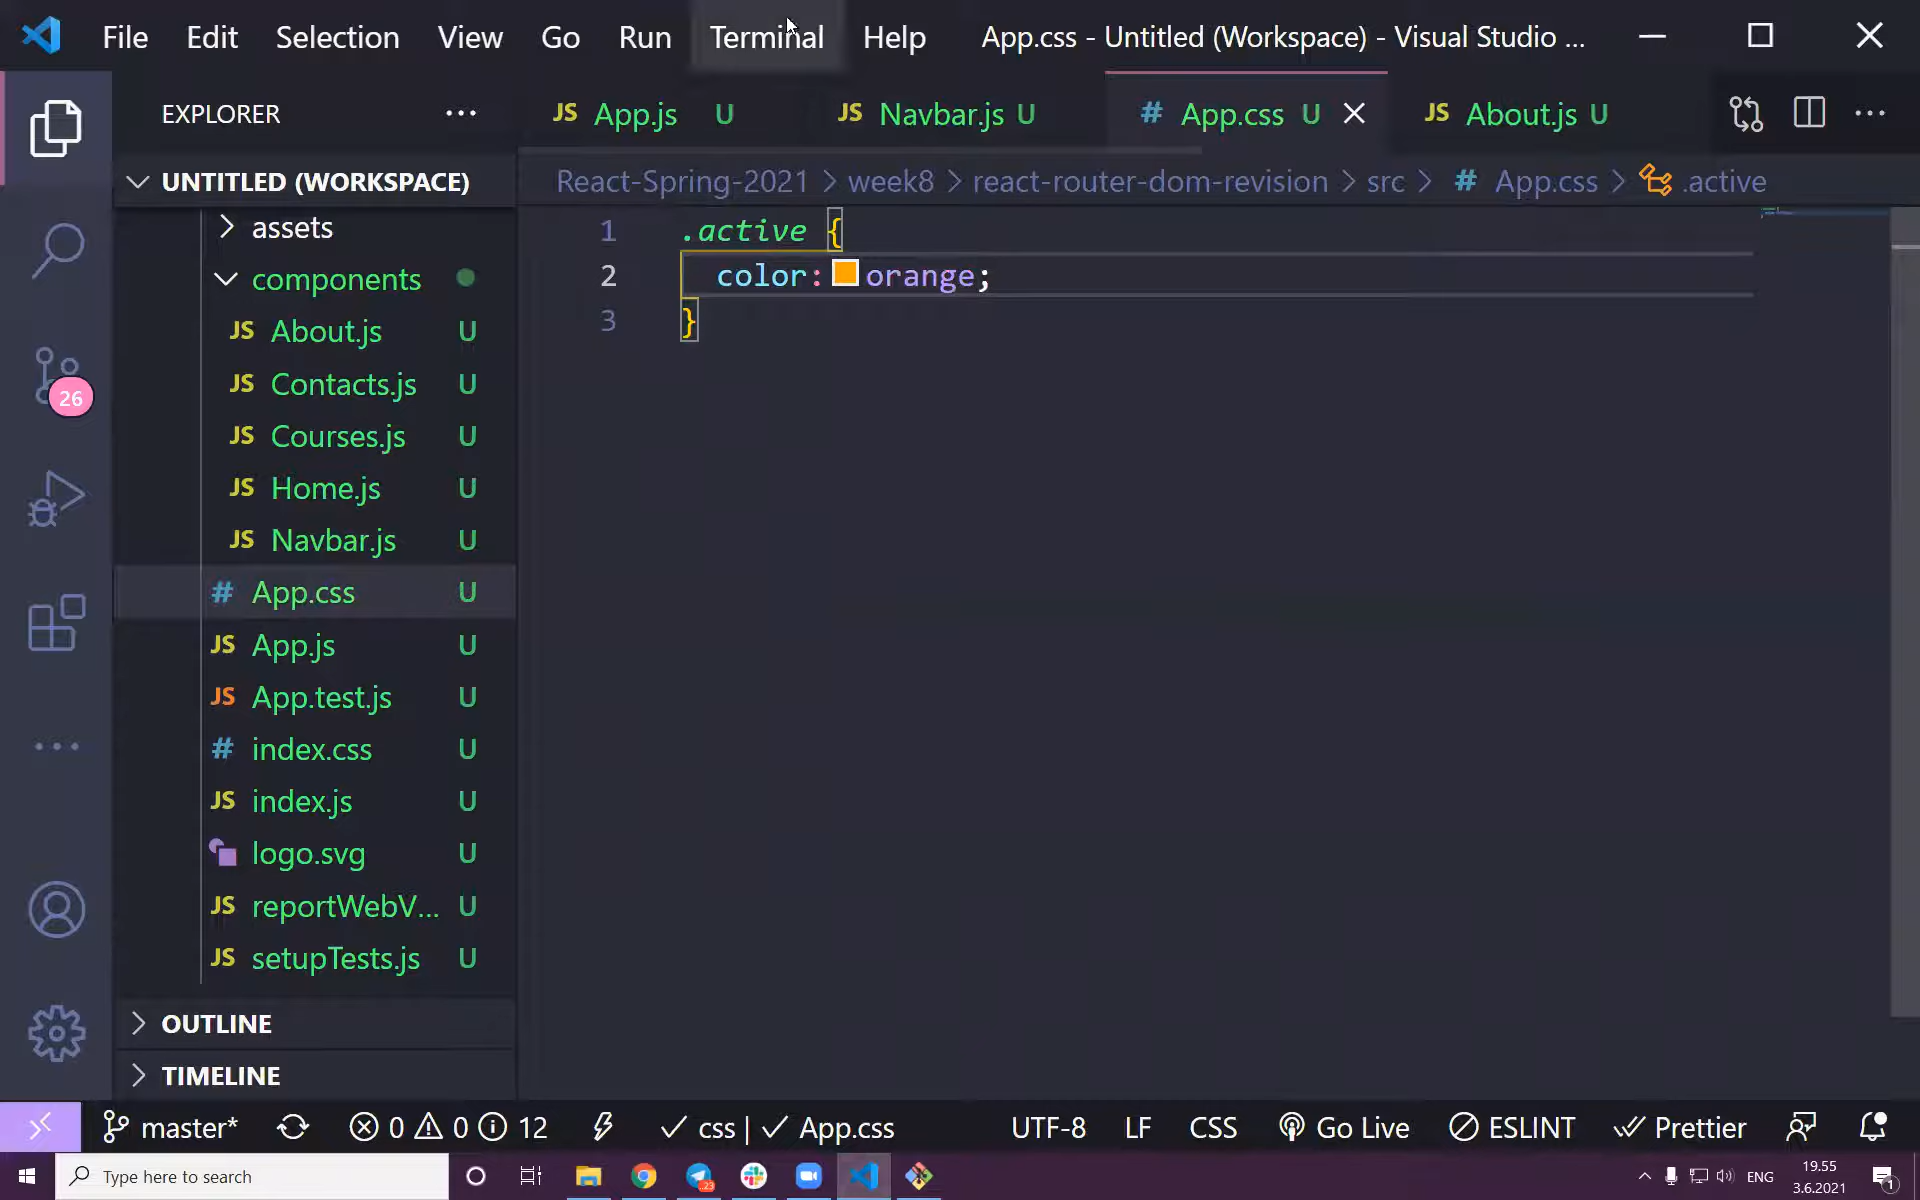 File Edit Selection View Go Run Terminal Help App.css - Untitled (Workspace) - Visual Studio ...
EXPLORER
JS App.js U JS Navbar.js U # App.css U JS About.js U
UNTITLED (WORKSPACE)
React-Spring-2021 > week8 > react-router-dom-revision > src > # App.css > .active
assets
components
JS About.js U
JS Contacts.js U
JS Courses.js U
JS Home.js U
JS Navbar.js U
# App.css U
JS App.js U
JS App.test.js U
# index.css U
JS index.js U
logo.svg U
JS reportWebV... U
JS setupTests.js U
OUTLINE
TIMELINE
26
1 .active {
2 color: orange;
3 }
master* 0 0 12 css | App.css UTF-8 LF CSS Go Live ESLINT Prettier
Type here to search
23
ENG
19.55
3.6.2021
1